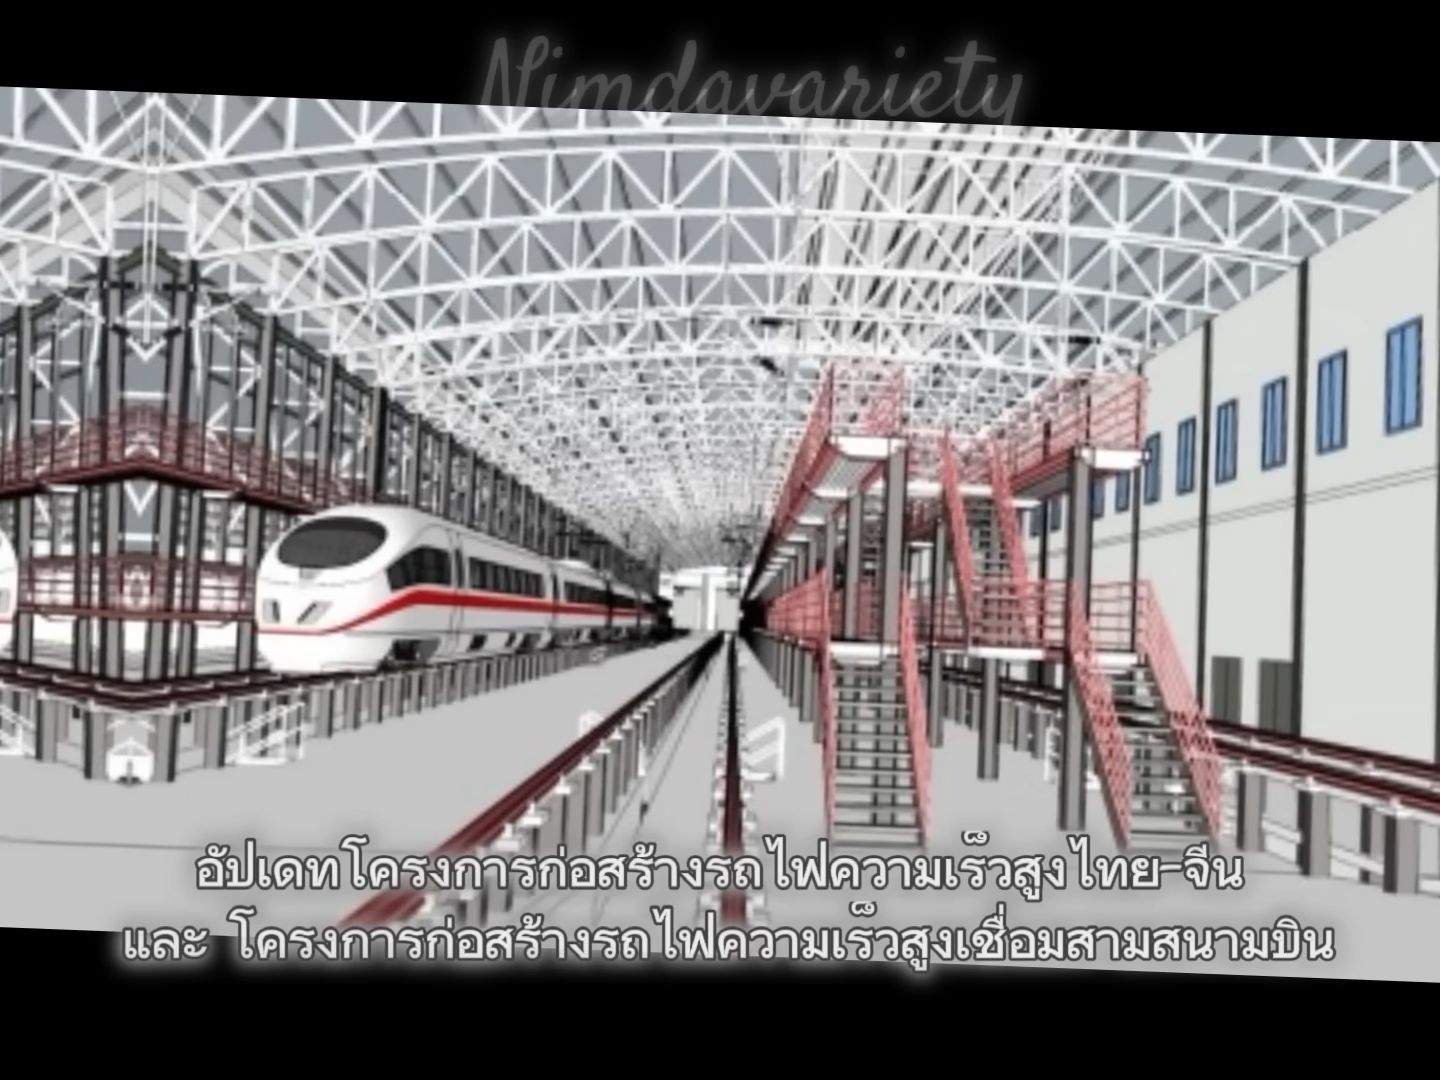 Nimdavariety
อัปเดทโครงการก่อสร้างรถไฟความเร็วสูงไทย-จีน
และ โครงการก่อสร้างรถไฟความเร็วสูงเชื่อมสามสนามบิน